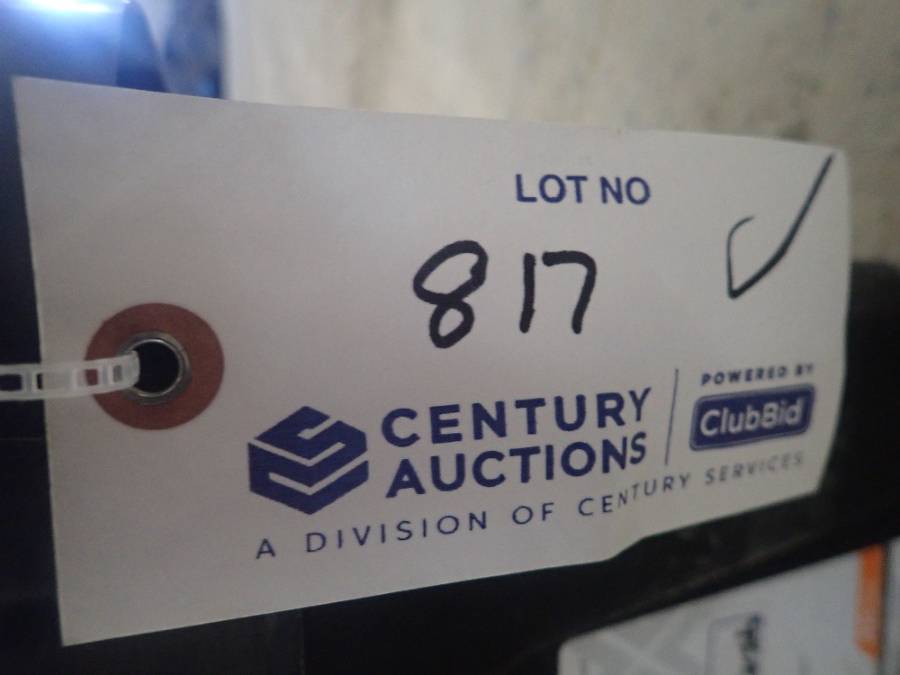 LOT NO
817
CENTURY AUCTIONS
POWERED BY
ClubBid
A DIVISION OF CENTURY SERVICES